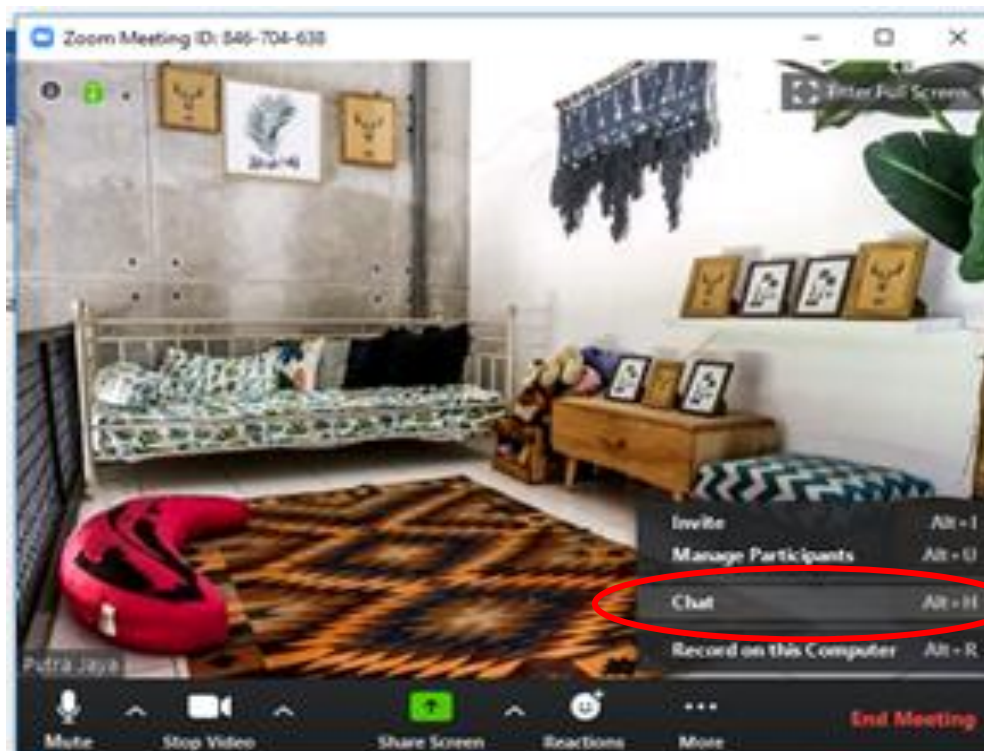 Zoom Meeting ID: 846-704-638
Enter Full Screen
Invite Alt+I
Manage Participants Alt+U
Chat Alt+H
Record on this Computer Alt+R
Putra Jaya
Mute Stop Video Share Screen Reactions More End Meeting